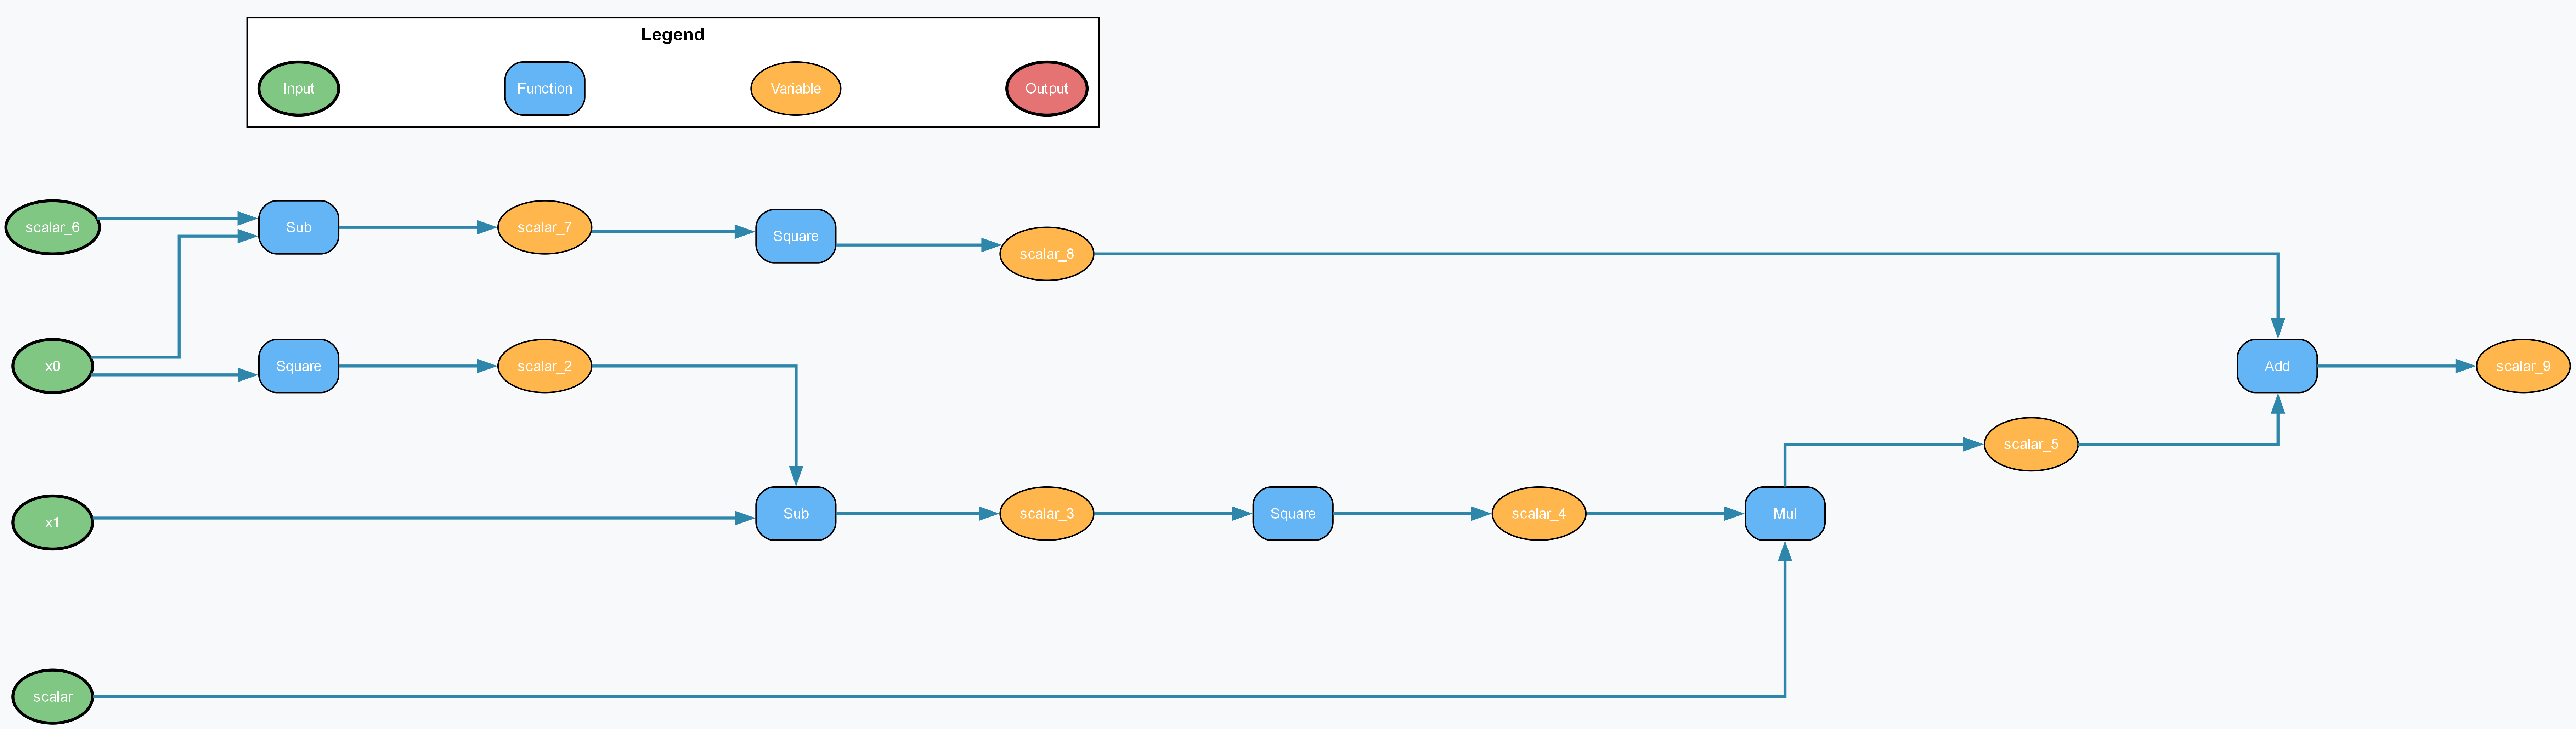 Legend
Input
Function
Variable
Output
scalar_6
Sub
scalar_7
Square
scalar_8
x0
Square
scalar_2
Add
scalar_9
scalar_5
x1
Sub
scalar_3
Square
scalar_4
Mul
scalar